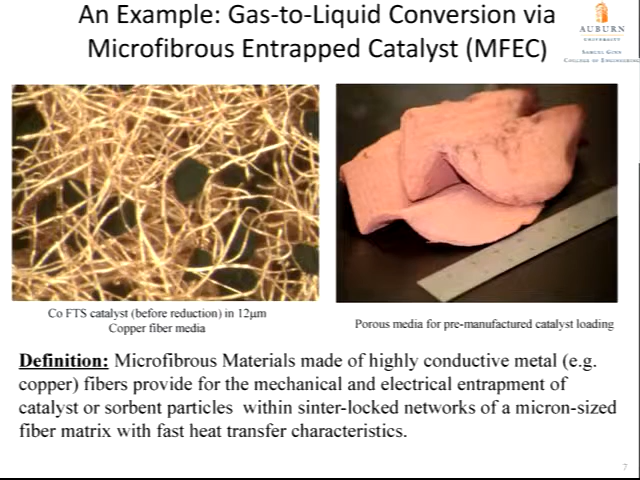 An Example: Gas-to-Liquid Conversion via
Microfibrous Entrapped Catalyst (MFEC)
AUBURN
UNIVERSITY
SAMUEL GINN
COLLEGE OF ENGINEERING
Co FTS catalyst (before reduction) in 12μm
Copper fiber media
Porous media for pre-manufactured catalyst loading
Definition: Microfibrous Materials made of highly conductive metal (e.g.
copper) fibers provide for the mechanical and electrical entrapment of
catalyst or sorbent particles within sinter-locked networks of a micron-sized
fiber matrix with fast heat transfer characteristics.
7